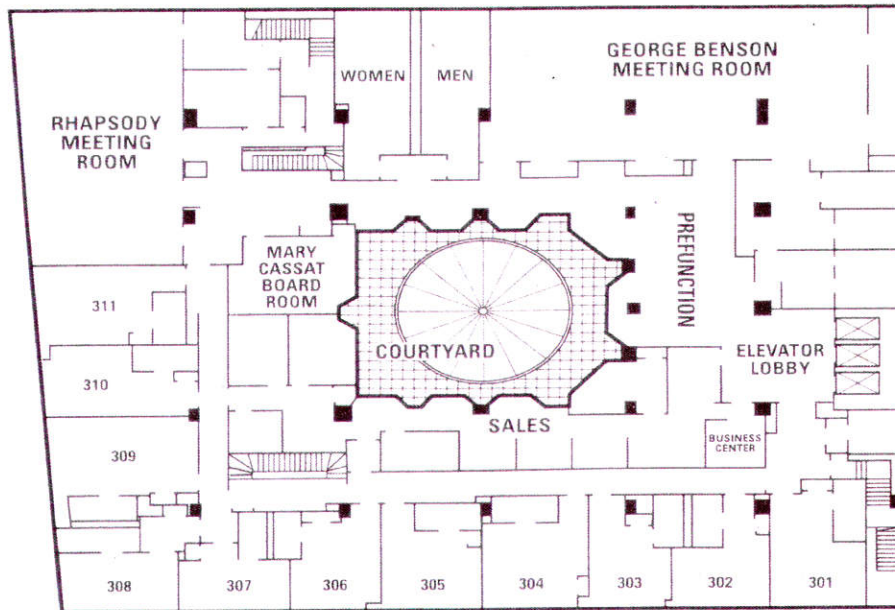 GEORGE BENSON
MEETING ROOM
WOMEN
MEN
RHAPSODY
MEETING
ROOM
PREFUNCTION
MARY
CASSAT
BOARD
ROOM
311
COURTYARD
ELEVATOR
LOBBY
310
SALES
BUSINESS
CENTER
309
308
307
306
305
304
303
302
301